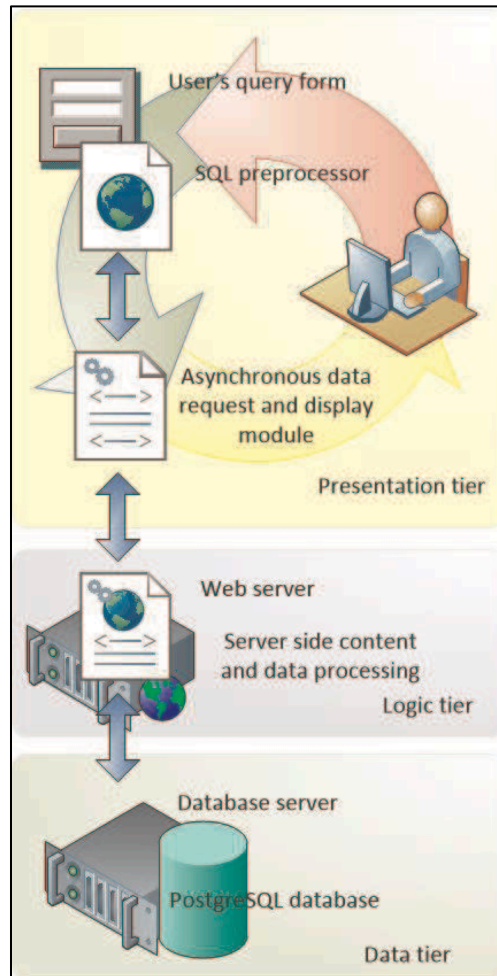 User's query form
SQL preprocessor
Asynchronous data
request and display
module
Presentation tier
Web server
Server side content
and data processing
Logic tier
Database server
PostgreSQL database
Data tier